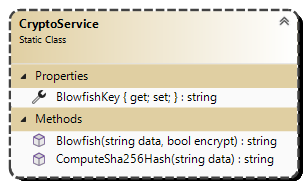 CryptoService
Static Class
Properties
BlowfishKey { get; set; } : string
Methods
Blowfish(string data, bool encrypt) : string
ComputeSha256Hash(string data) : string